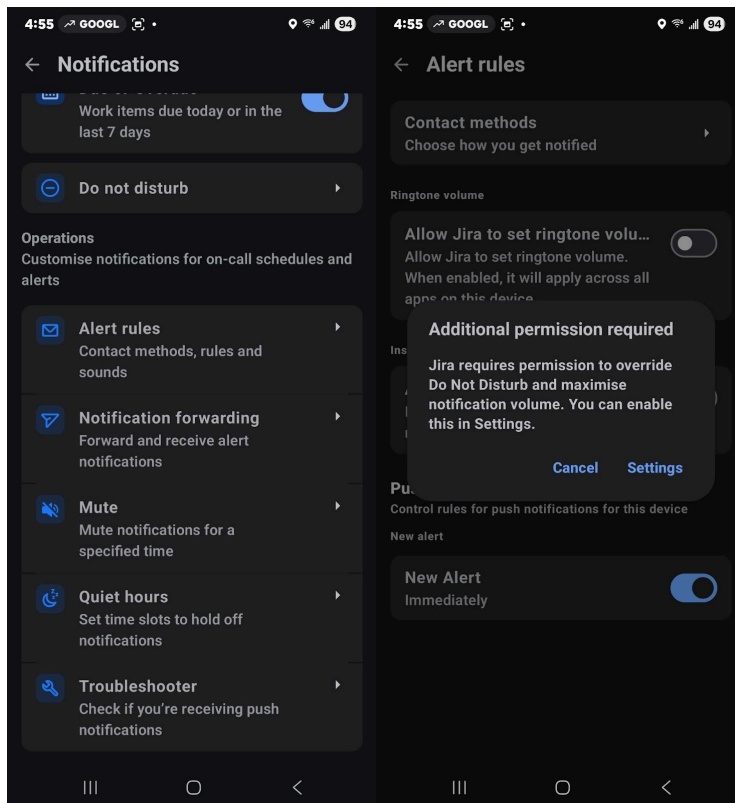 4:55 GOOGL 94
Notifications
Due or overdue
Work items due today or in the
last 7 days
Do not disturb
Operations
Customise notifications for on-call schedules and
alerts
Alert rules
Contact methods, rules and
sounds
Notification forwarding
Forward and receive alert
notifications
Mute
Mute notifications for a
specified time
Quiet hours
Set time slots to hold off
notifications
Troubleshooter
Check if you're receiving push
notifications
4:55 GOOGL 94
Alert rules
Contact methods
Choose how you get notified
Ringtone volume
Allow Jira to set ringtone volu...
Allow Jira to set ringtone volume.
When enabled, it will apply across all
apps on this device
Additional permission required
Jira requires permission to override
Do Not Disturb and maximise
notification volume. You can enable
this in Settings.
Cancel Settings
Control rules for push notifications for this device
New alert
New Alert
Immediately